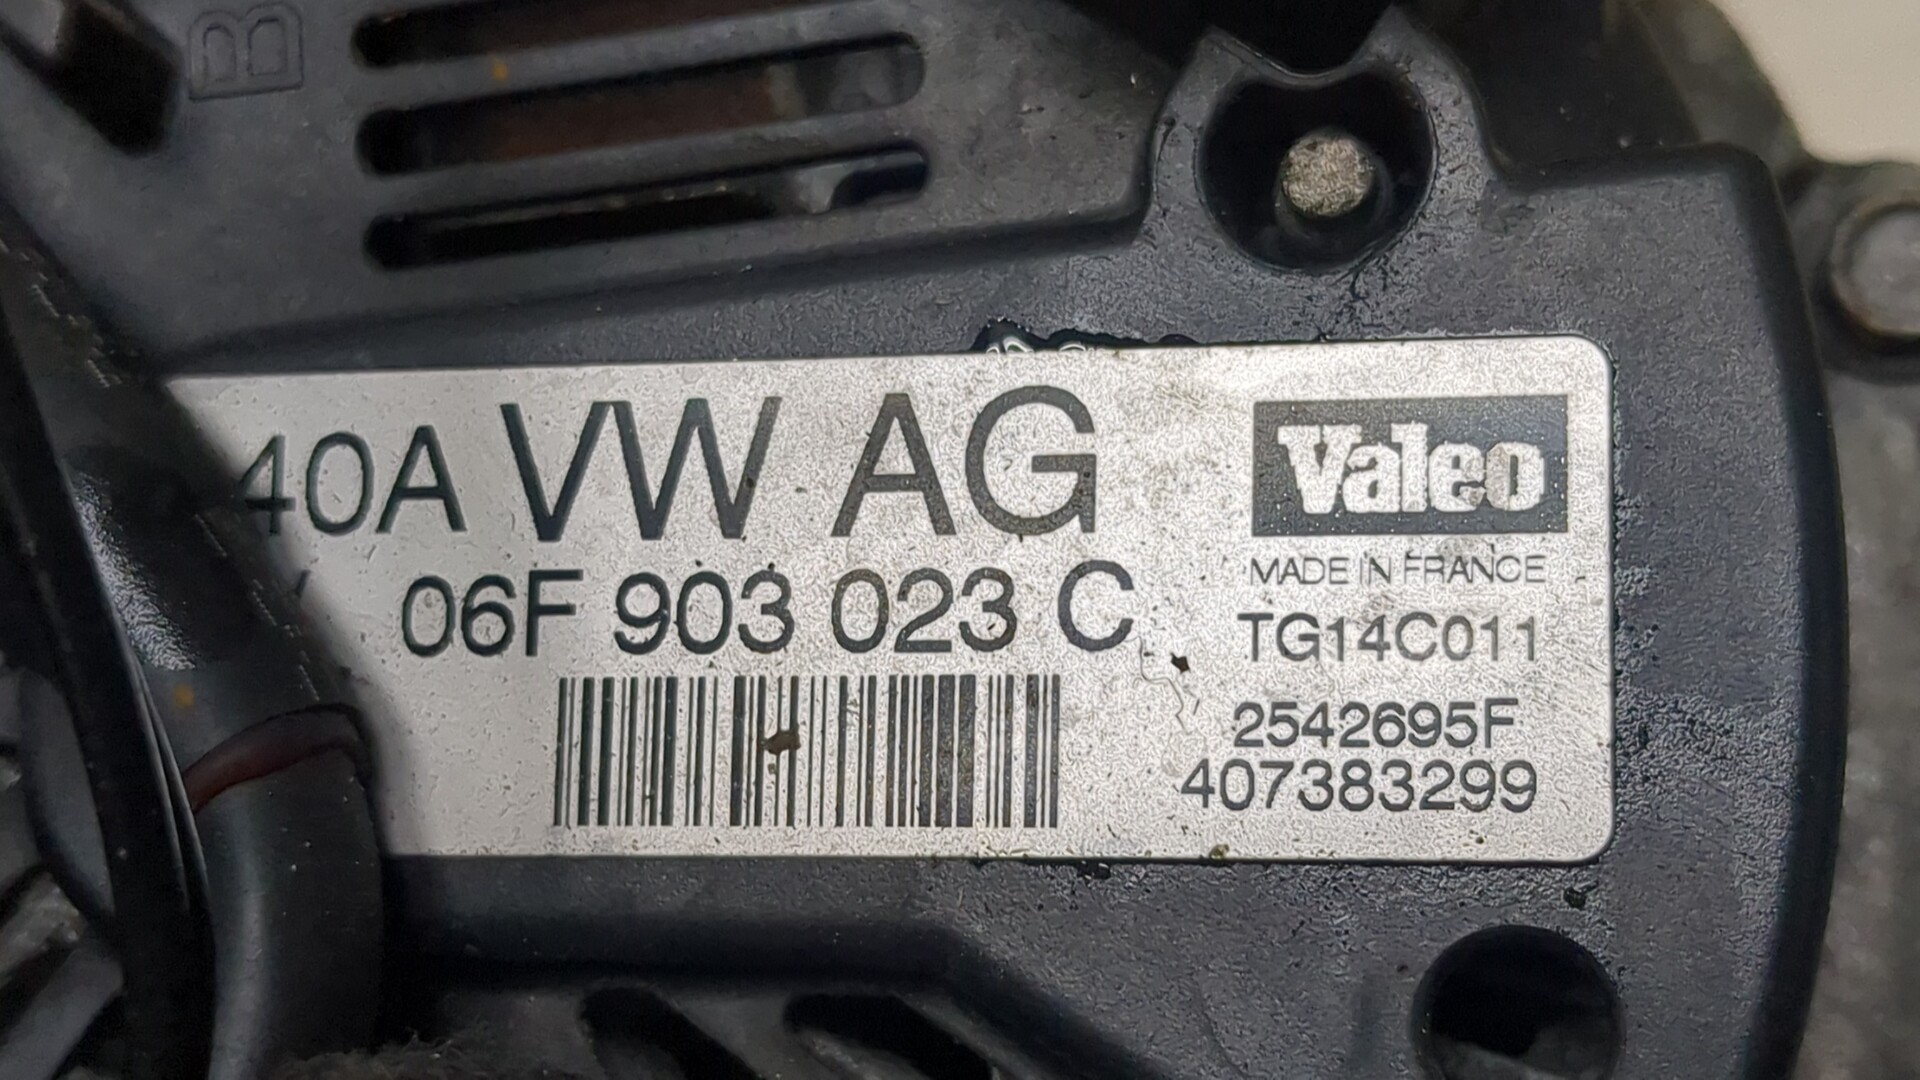 B
40A VW AG
Valeo
MADE IN FRANCE
06F 903 023 C
TG14C011
2542695F
407383299